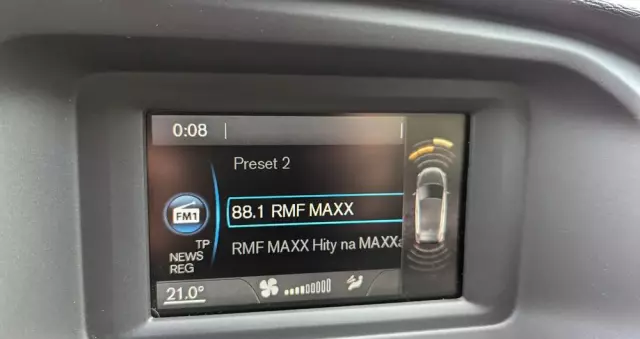 0:08
Preset 2
88.1 RMF MAXX
FM1
RMF MAXX Hity na MAXXa
TP
NEWS
REG
21.0°